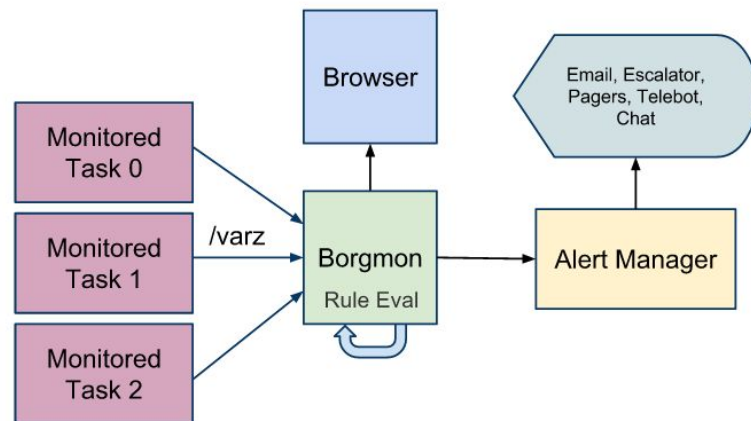 Browser
Email, Escalator,
Pagers, Telebot,
Chat
Monitored
Task 0
/varz
Monitored
Task 1
Borgmon
Rule Eval
Alert Manager
Monitored
Task 2